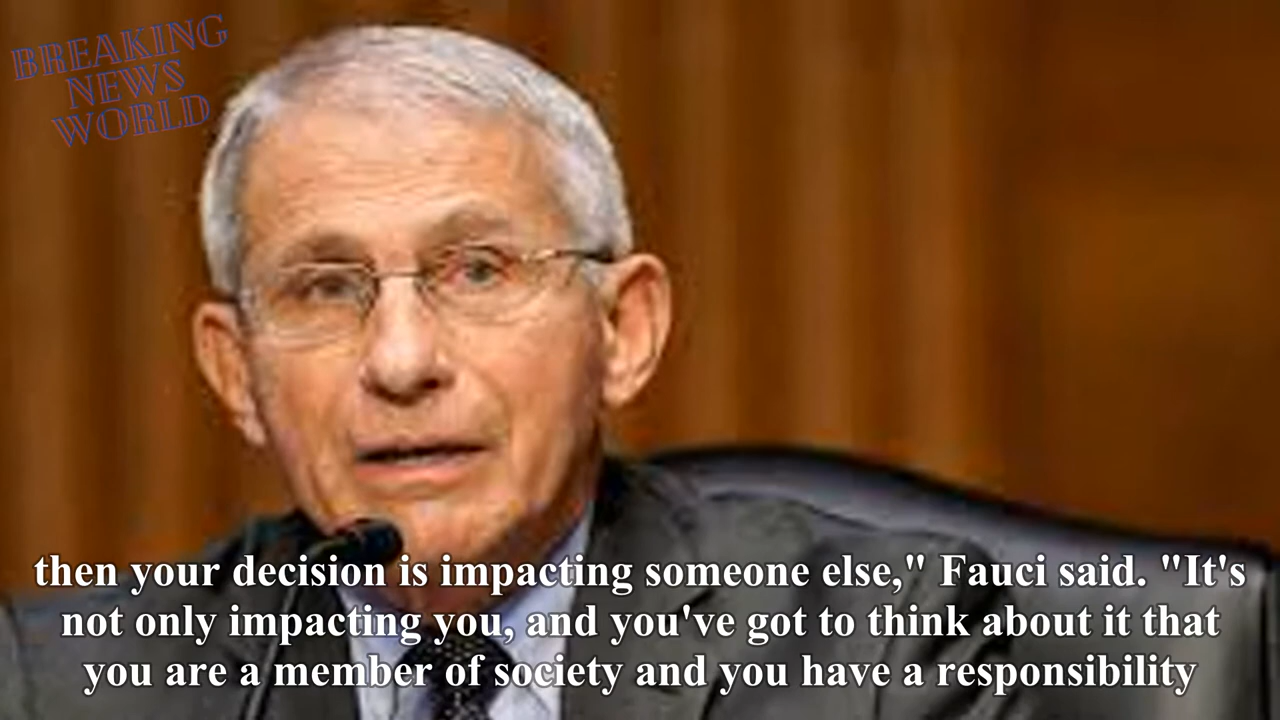 BREAKING
NEWS
WORLD
then your decision is impacting someone else," Fauci said. "It's
not only impacting you, and you've got to think about it that
you are a member of society and you have a responsibility